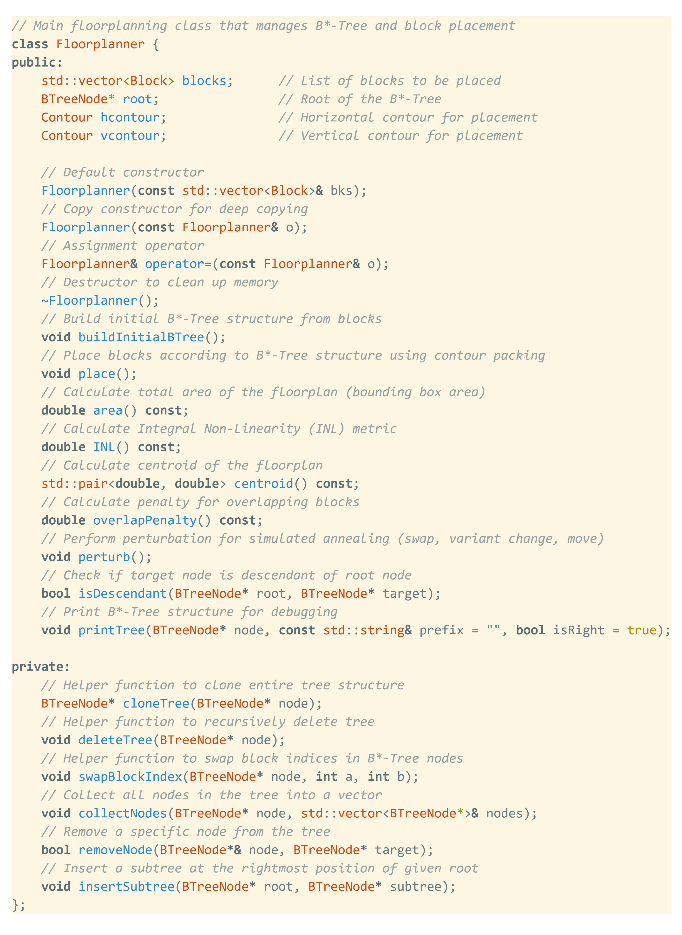 // Main floorplanning class that manages B*-Tree and block placement
class Floorplanner {
public:
    std::vector<Block> blocks;      // List of blocks to be placed
    BTreeNode* root;                // Root of the B*-Tree
    Contour hcontour;               // Horizontal contour for placement
    Contour vcontour;               // Vertical contour for placement

    // Default constructor
    Floorplanner(const std::vector<Block>& bks);
    // Copy constructor for deep copying
    Floorplanner(const Floorplanner& o);
    // Assignment operator
    Floorplanner& operator=(const Floorplanner& o);
    // Destructor to clean up memory
    ~Floorplanner();
    // Build initial B*-Tree structure from blocks
    void buildInitialBTree();
    // Place blocks according to B*-Tree structure using contour packing
    void place();
    // Calculate total area of the floorplan (bounding box area)
    double area() const;
    // Calculate Integral Non-Linearity (INL) metric
    double INL() const;
    // Calculate centroid of the floorplan
    std::pair<double, double> centroid() const;
    // Calculate penalty for overlapping blocks
    double overlapPenalty() const;
    // Perform perturbation for simulated annealing (swap, variant change, move)
    void perturb();
    // Check if target node is descendant of root node
    bool isDescendant(BTreeNode* root, BTreeNode* target);
    // Print B*-Tree structure for debugging
    void printTree(BTreeNode* node, const std::string& prefix = "", bool isRight = true);

private:
    // Helper function to clone entire tree structure
    BTreeNode* cloneTree(BTreeNode* node);
    // Helper function to recursively delete tree
    void deleteTree(BTreeNode* node);
    // Helper function to swap block indices in B*-Tree nodes
    void swapBlockIndex(BTreeNode* node, int a, int b);
    // Collect all nodes in the tree into a vector
    void collectNodes(BTreeNode* node, std::vector<BTreeNode*>& nodes);
    // Remove a specific node from the tree
    bool removeNode(BTreeNode*& node, BTreeNode* target);
    // Insert a subtree at the rightmost position of given root
    void insertSubtree(BTreeNode* root, BTreeNode* subtree);
};